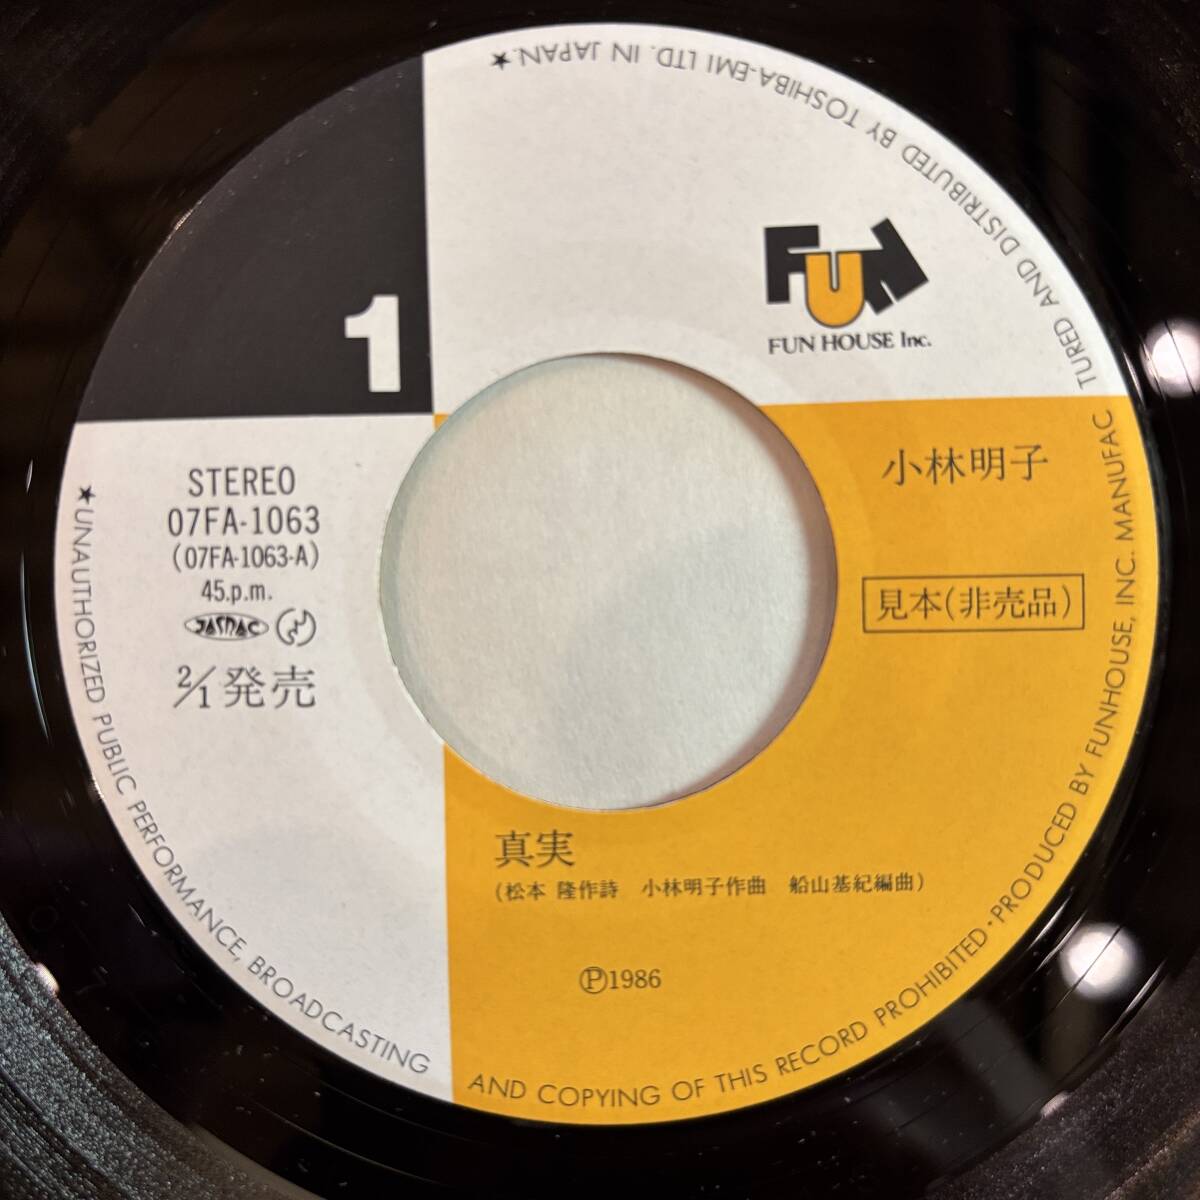 1
FUN
FUN HOUSE Inc.
STEREO
07FA-1063
(07FA-1063-A)
45.p.m.
JASRAC
2/1発売
小林明子
見本(非売品)
真実
(松本 隆作詩 小林明子作曲 船山基紀編曲)
Ⓟ1986
★UNAUTHORIZED PUBLIC PERFORMANCE, BROADCASTING AND COPYING OF THIS RECORD PROHIBITED・PRODUCED BY FUNHOUSE, INC. MANUFACTURED AND DISTRIBUTED BY TOSHIBA-EMI LTD. IN JAPAN.★